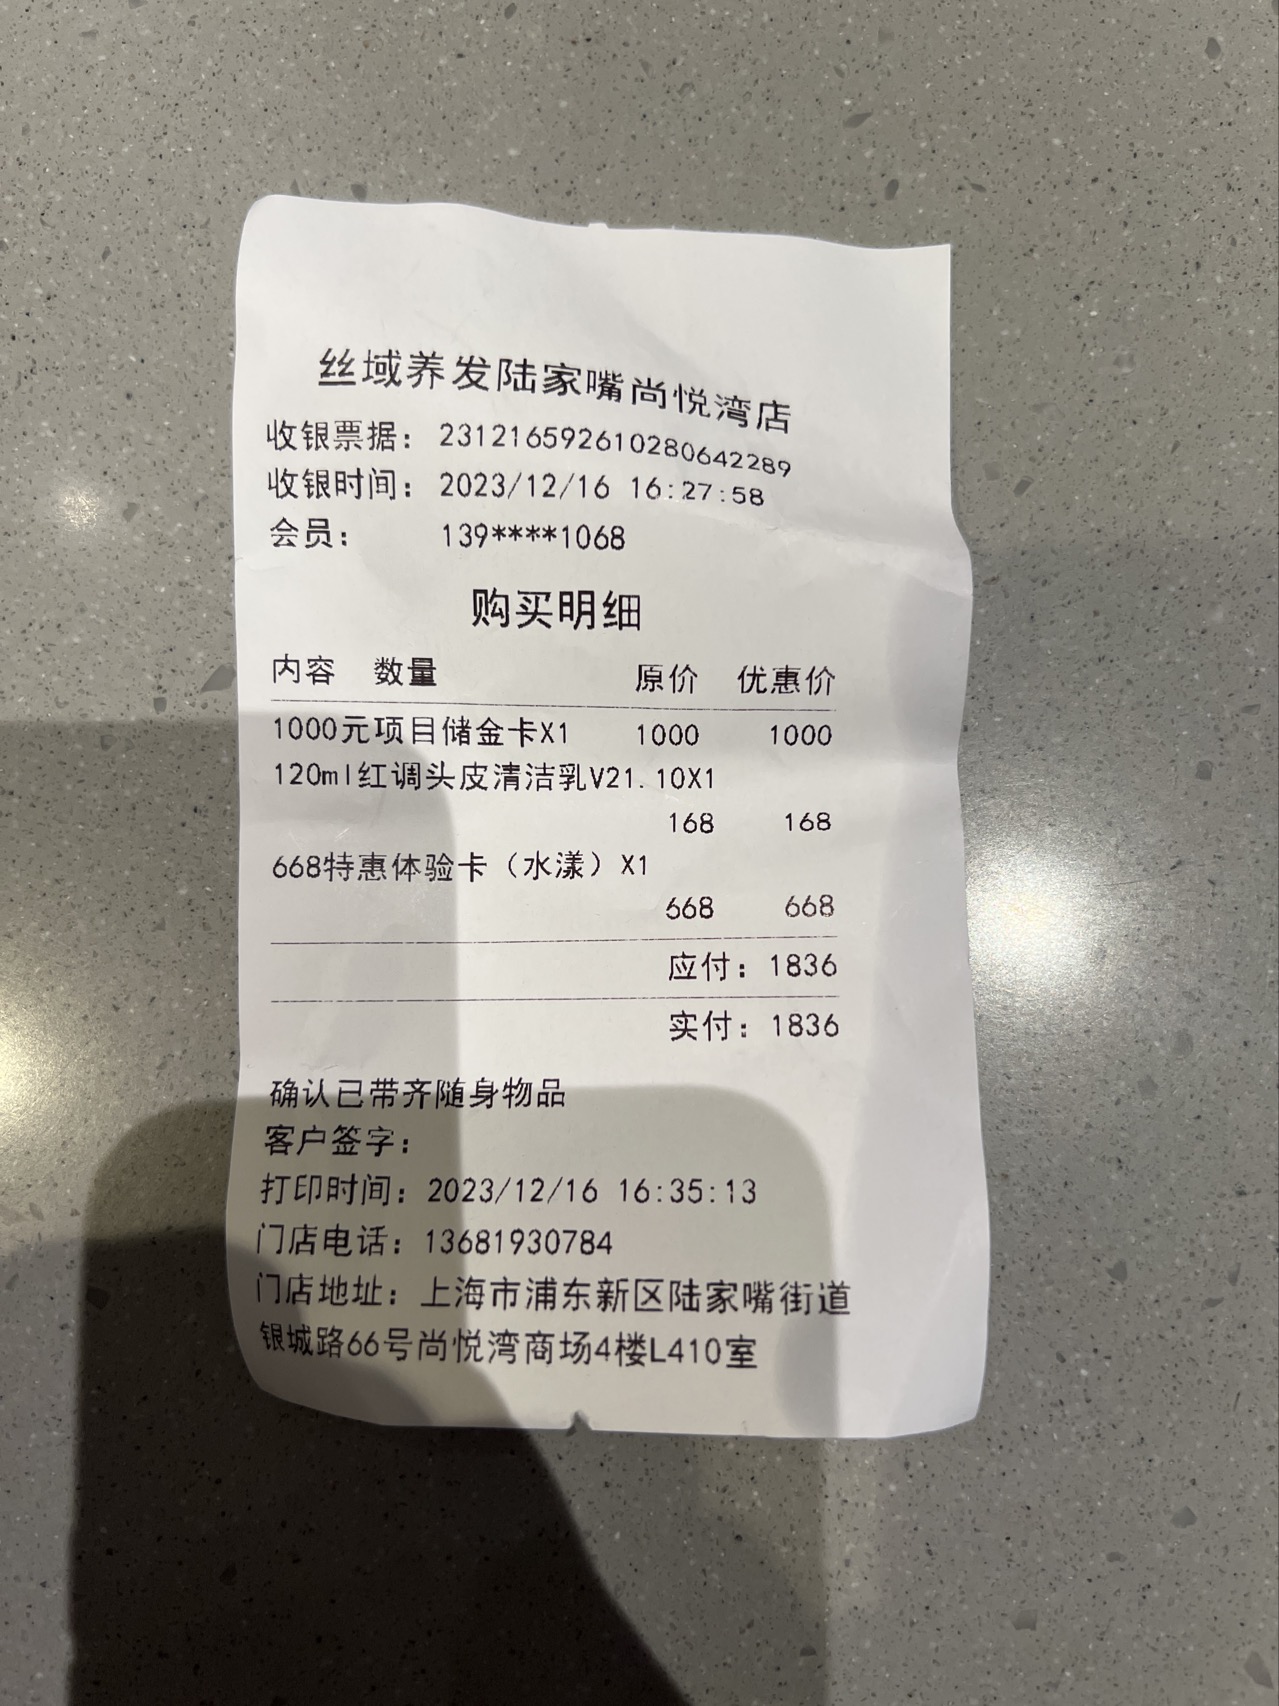 丝域养发陆家嘴尚悦湾店
收银票据：231216592610280642289
收银时间：2023/12/16 16:27:58
会员： 139****1068
购买明细
内容 数量 原价 优惠价
1000元项目储金卡X1 1000 1000
120ml红调头皮清洁乳V21.10X1
168 168
668特惠体验卡（水漾）X1
668 668
应付：1836
实付：1836
确认已带齐随身物品
客户签字：
打印时间：2023/12/16 16:35:13
门店电话：13681930784
门店地址：上海市浦东新区陆家嘴街道
银城路66号尚悦湾商场4楼L410室